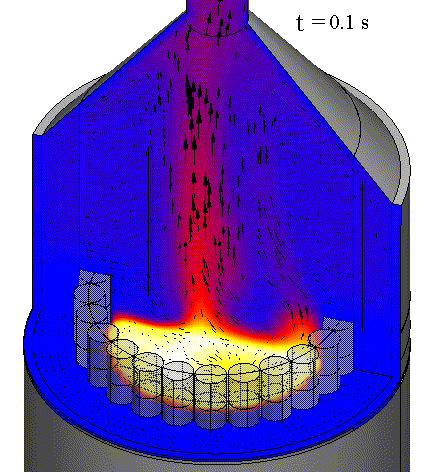 t = 0.1 s